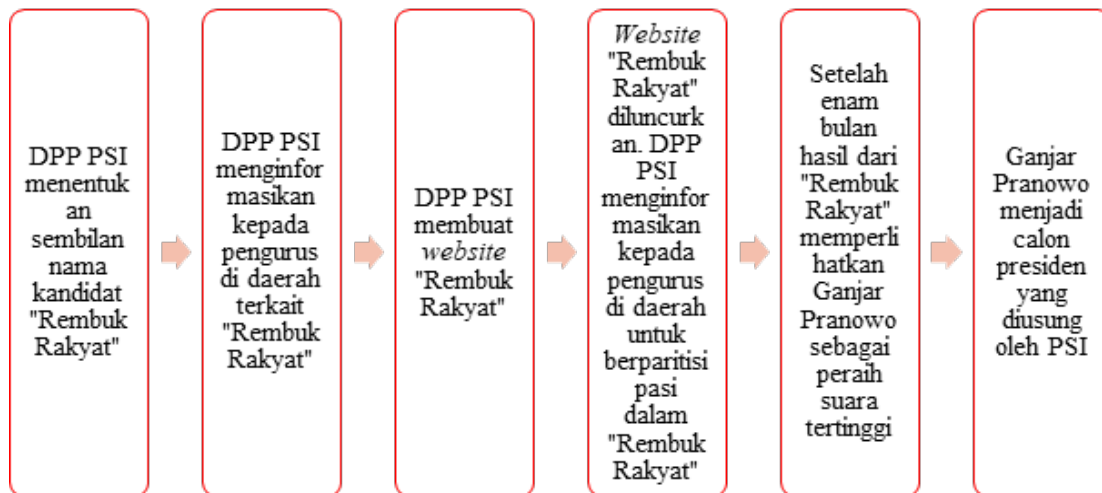 DPP PSI
menentuk
an
sembilan
nama
kandidat
"Rembuk
Rakyat"
DPP PSI
menginfor
masikan
kepada
pengurus
di daerah
terkait
"Rembuk
Rakyat"
DPP PSI
membuat
website
"Rembuk
Rakyat"
Website
"Rembuk
Rakyat"
diluncurk
an. DPP
PSI
menginfor
masikan
kepada
pengurus
di daerah
untuk
berparitisi
pasi
dalam
"Rembuk
Rakyat"
Setelah
enam
bulan
hasil dari
"Rembuk
Rakyat"
memperli
hatkan
Ganjar
Pranowo
sebagai
peraih
suara
tertinggi
Ganjar
Pranowo
menjadi
calon
presiden
yang
diusung
oleh PSI